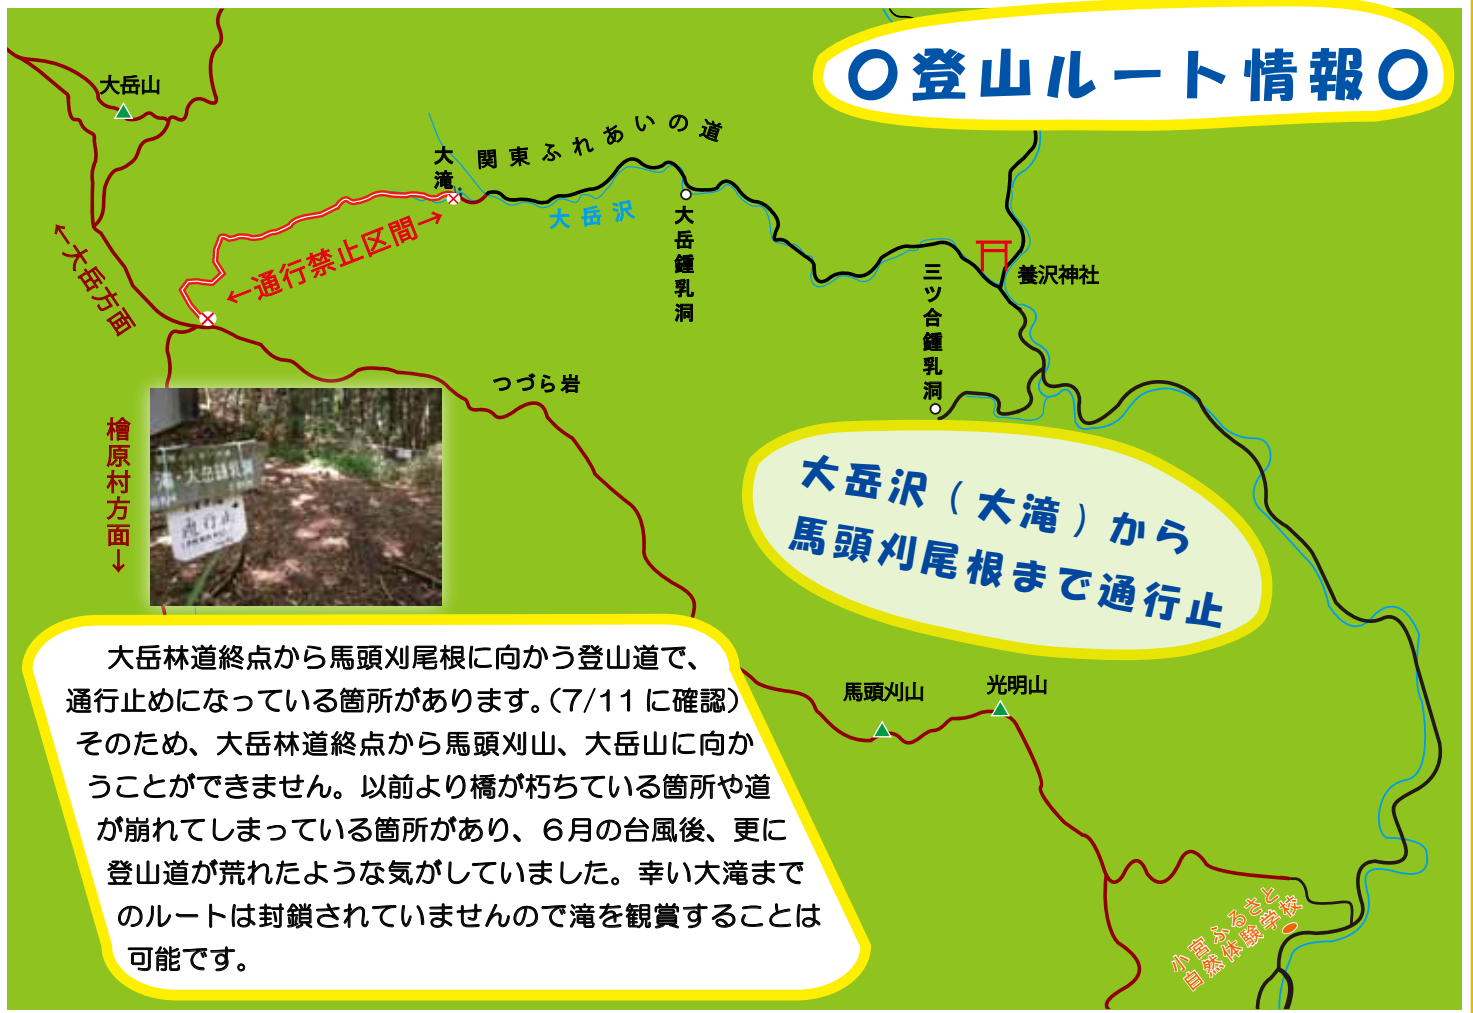 〇登山ルート情報〇
大岳山
大滝
関東ふれあいの道
大岳沢
大岳鍾乳洞
←通行禁止区間→
←大岳方面
養沢神社
三ツ合鍾乳洞
つづら岩
檜原村方面→
大・大岳鍾乳洞
通行止
大岳沢（大滝）から
馬頭刈尾根まで通行止
大岳林道終点から馬頭刈尾根に向かう登山道で、
通行止めになっている箇所があります。（7/11 に確認）
そのため、大岳林道終点から馬頭刈山、大岳山に向か
うことができません。以前より橋が朽ちている箇所や道
が崩れてしまっている箇所があり、６月の台風後、更に
登山道が荒れたような気がしていました。幸い大滝まで
のルートは封鎖されていませんので滝を観賞することは
可能です。
馬頭刈山
光明山
小宮ふるさと
自然体験学校